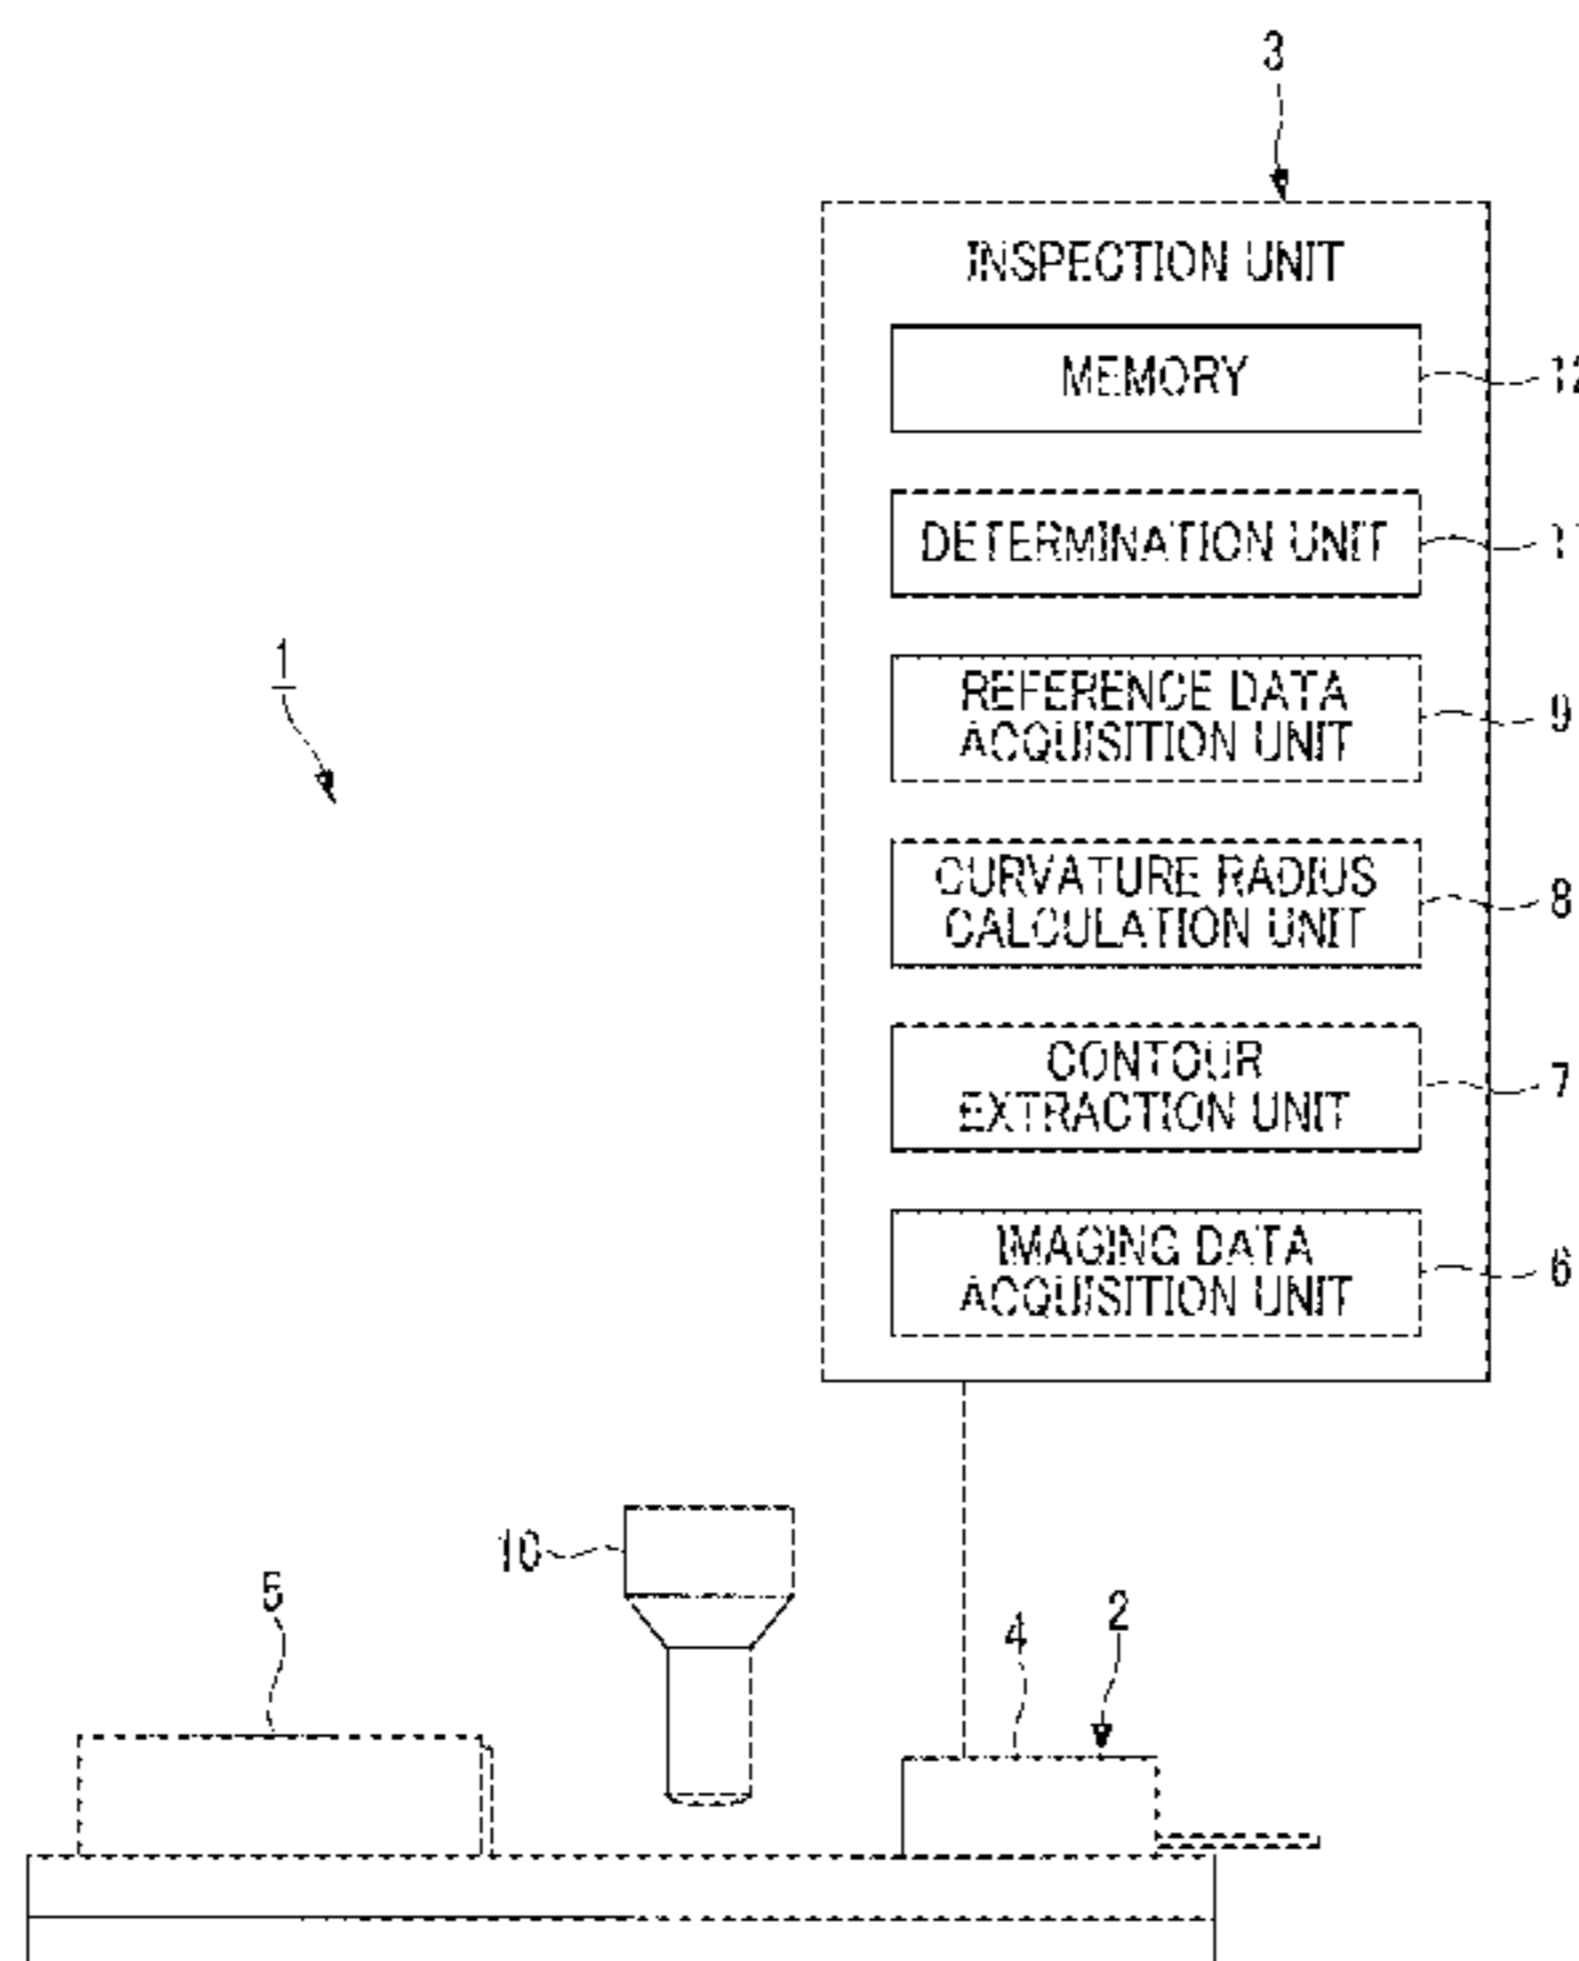 3
INSPECTION UNIT
MEMORY
12
DETERMINATION UNIT
1
REFERENCE DATA
ACQUISITION UNIT
9
CURVATURE RADIUS
CALCULATION UNIT
8
CONTOUR
EXTRACTION UNIT
7
IMAGING DATA
ACQUISITION UNIT
6
10
5
4
2